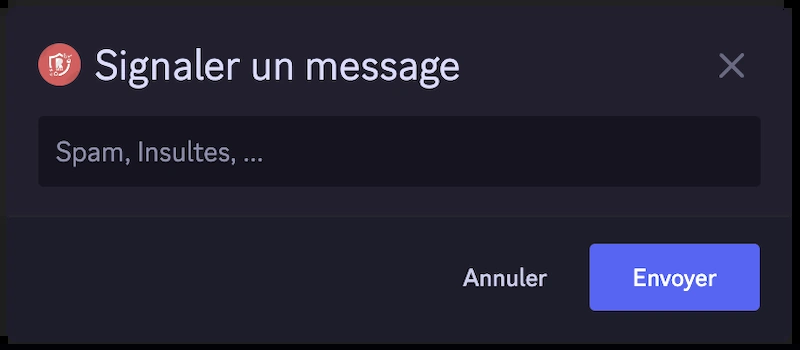 Signaler un message
Spam, Insultes, ...
Annuler
Envoyer